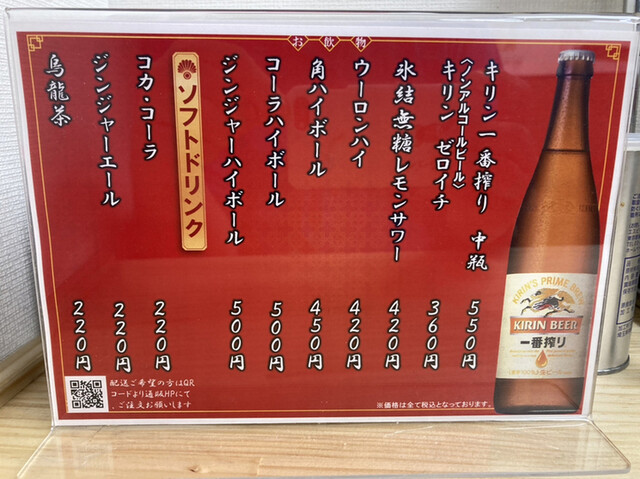 お飲物
キリン一番搾り 中瓶 550円
〈ノンアルコールビール〉
キリン ゼロイチ 360円
氷結無糖レモンサワー 420円
ウーロンハイ 420円
角ハイボール 450円
コーラハイボール 500円
ジンジャーハイボール 500円
ソフトドリンク
コカ・コーラ 220円
ジンジャーエール 220円
烏龍茶 220円
配送ご希望の方はQR
コードより通販HPにて
ご注文お願いします
※価格は全て税込となっております。
KIRIN'S PRIME
KIRIN BEER
一番搾り